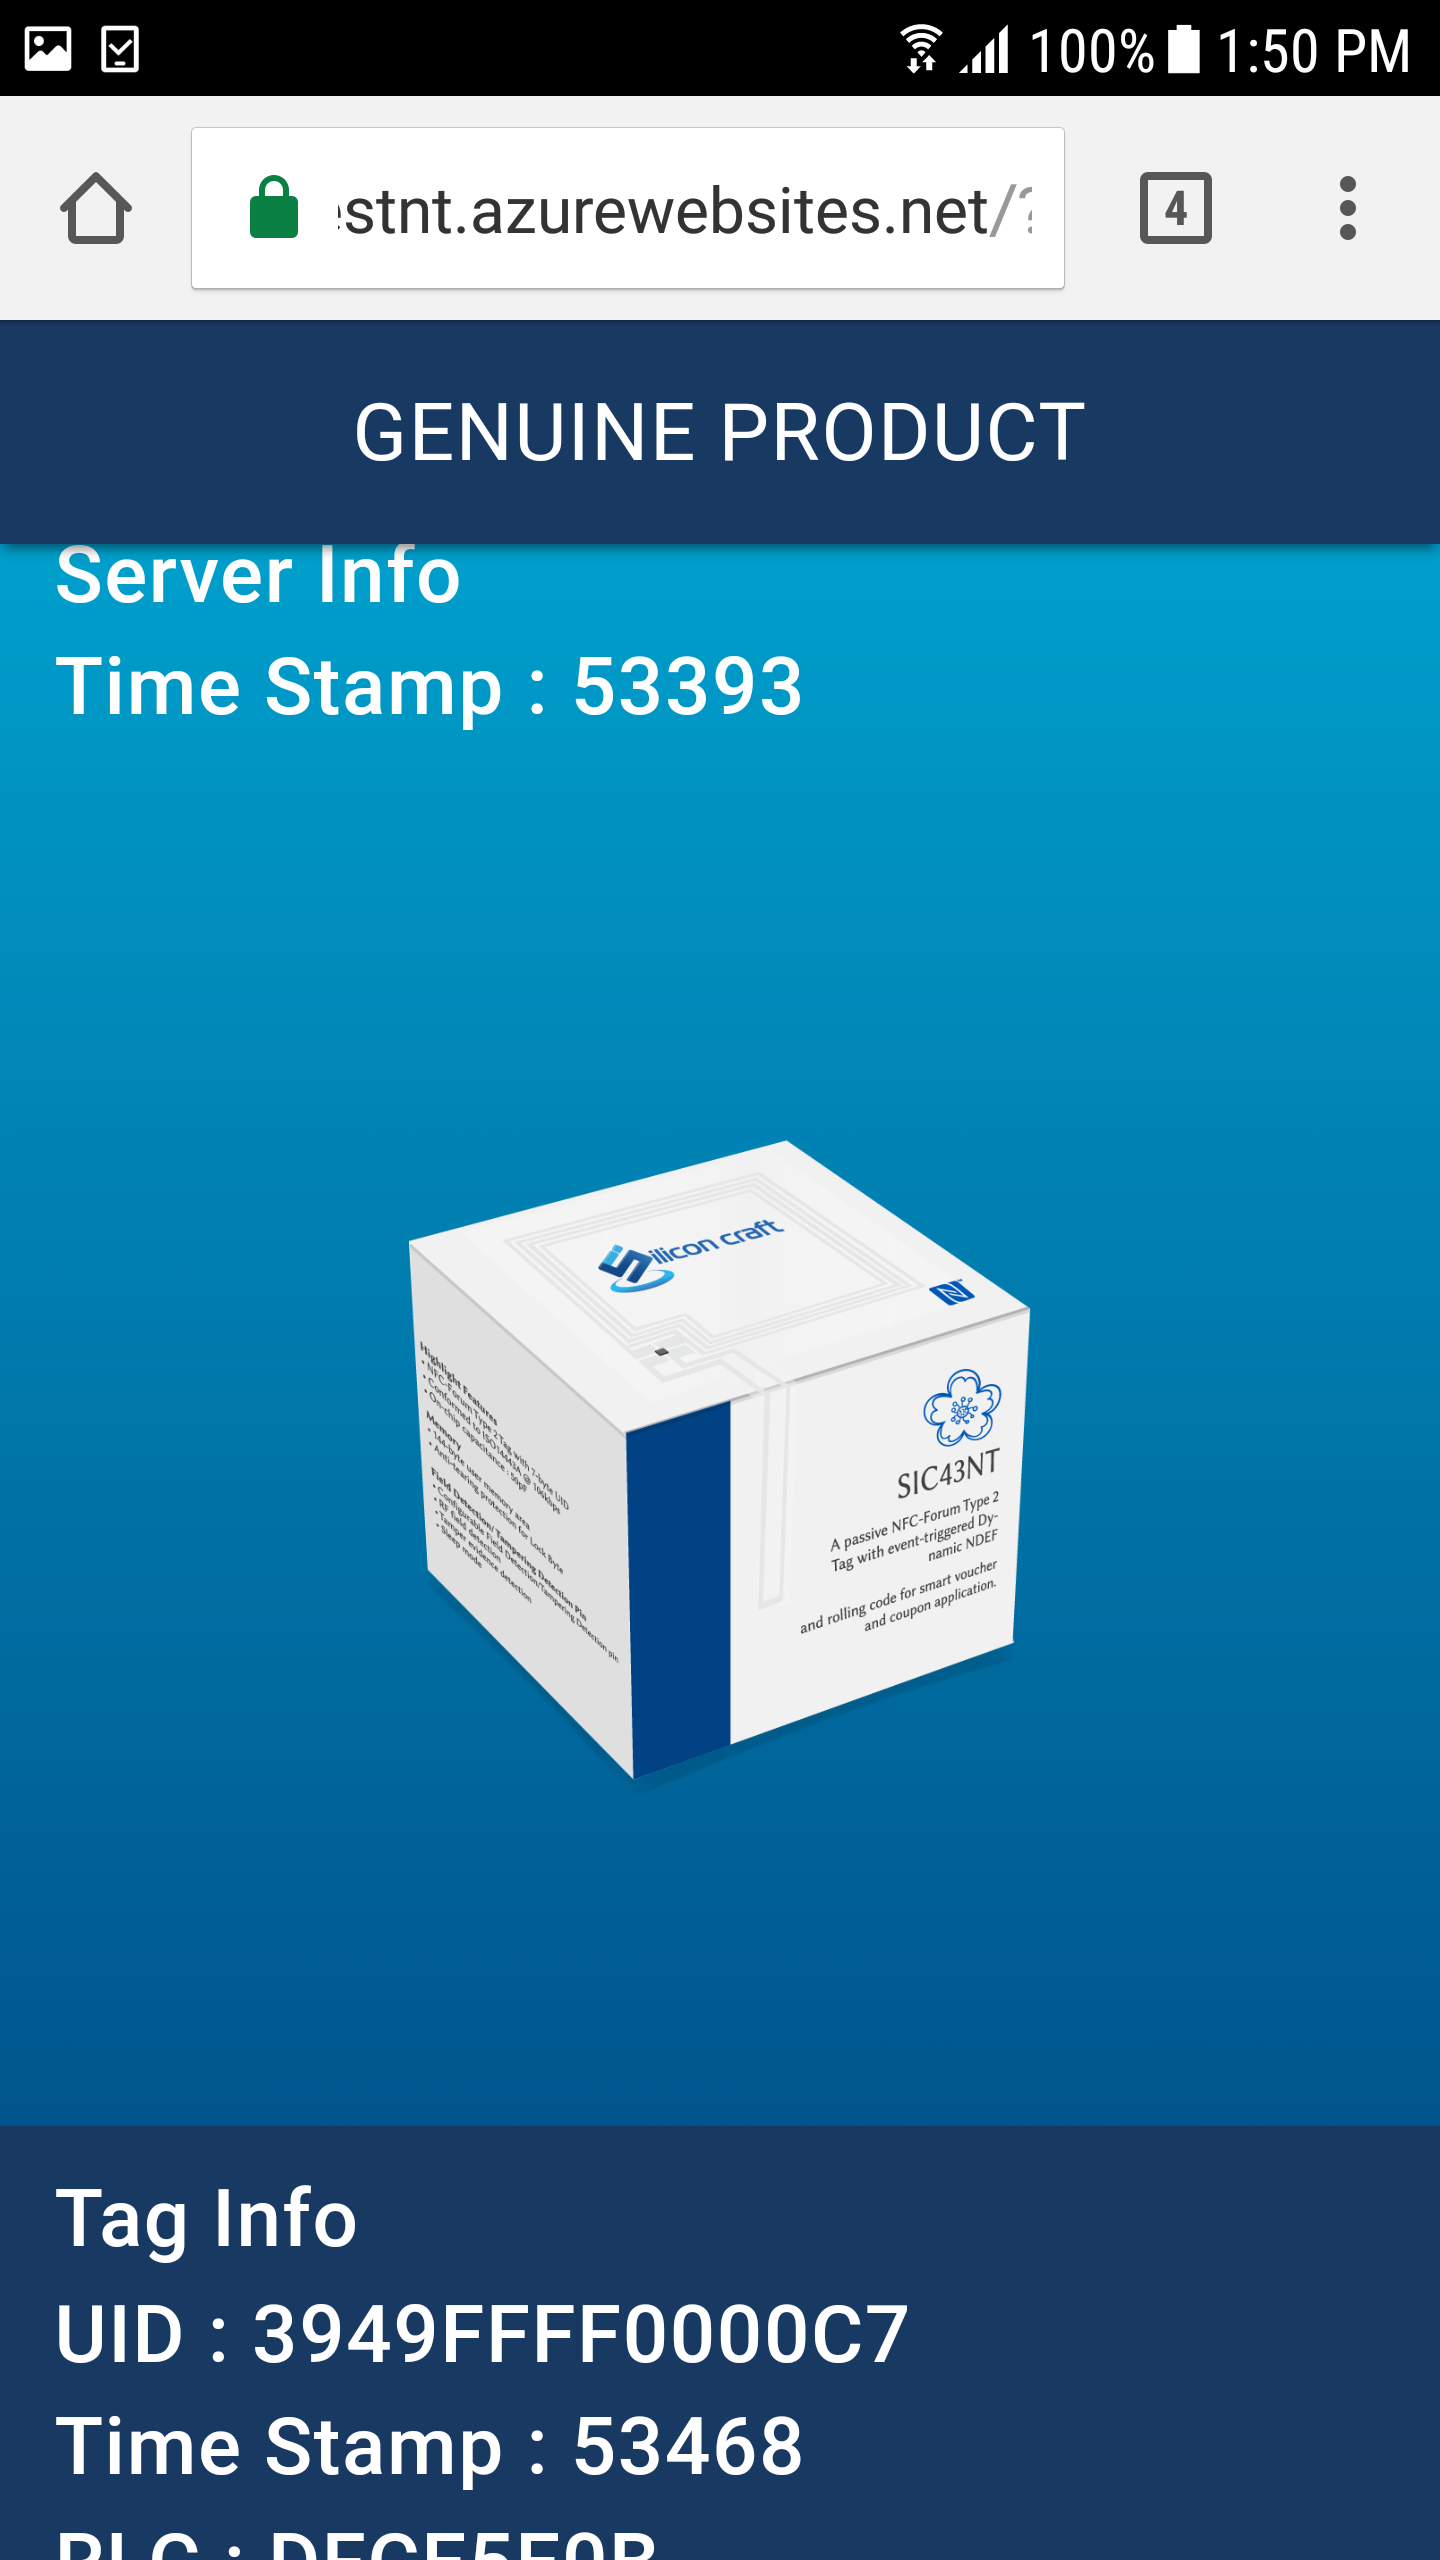 100% 1:50 PM
stnt.azurewebsites.net/?
4
GENUINE PRODUCT
Server Info
Time Stamp : 53393
Silicon craft
Highlight Features
• NFC-Forum Type 2 Tag with 7-byte UID
• Conformed to ISO14443A @ 106kbps
• On-chip capacitance : 50pF
Memory
• 144-byte user memory area
• Anti-tearing protection for Lock Byte
Field Detection/ Tampering Detection Pin
• Configurable Field Detection/Tampering Detection pin
• RF field detection
• Tamper evidence detection
• Sleep mode
SIC43NT
A passive NFC-Forum Type 2
Tag with event-triggered Dy-
namic NDEF
and rolling code for smart voucher
and coupon application.
Tag Info
UID : 3949FFFF0000C7
Time Stamp : 53468